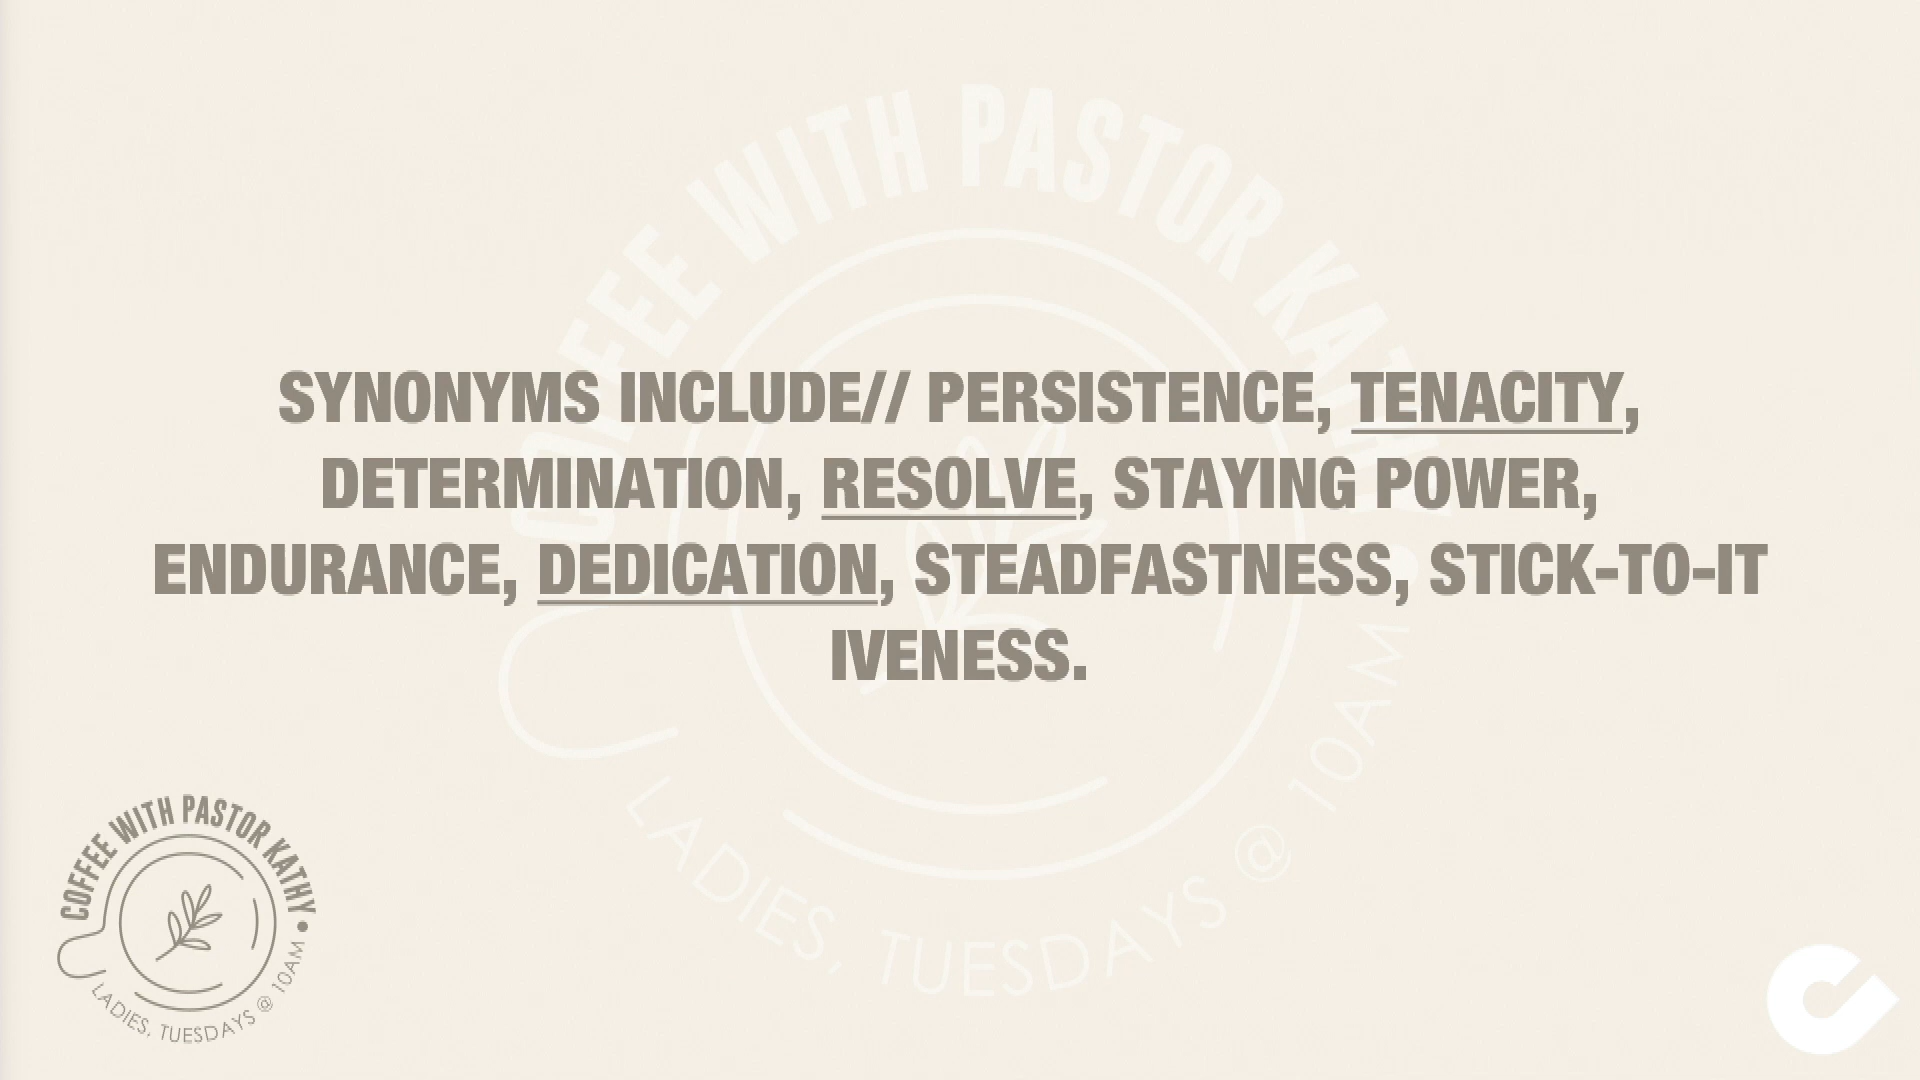 COFFEE WITH PASTOR KATHY
SYNONYMS INCLUDE// PERSISTENCE, TENACITY,
DETERMINATION, RESOLVE, STAYING POWER,
ENDURANCE, DEDICATION, STEADFASTNESS, STICK-TO-IT
IVENESS.
LADIES, TUESDAYS @ 10AM
COFFEE WITH PASTOR KATHY •
LADIES, TUESDAYS @ 10AM